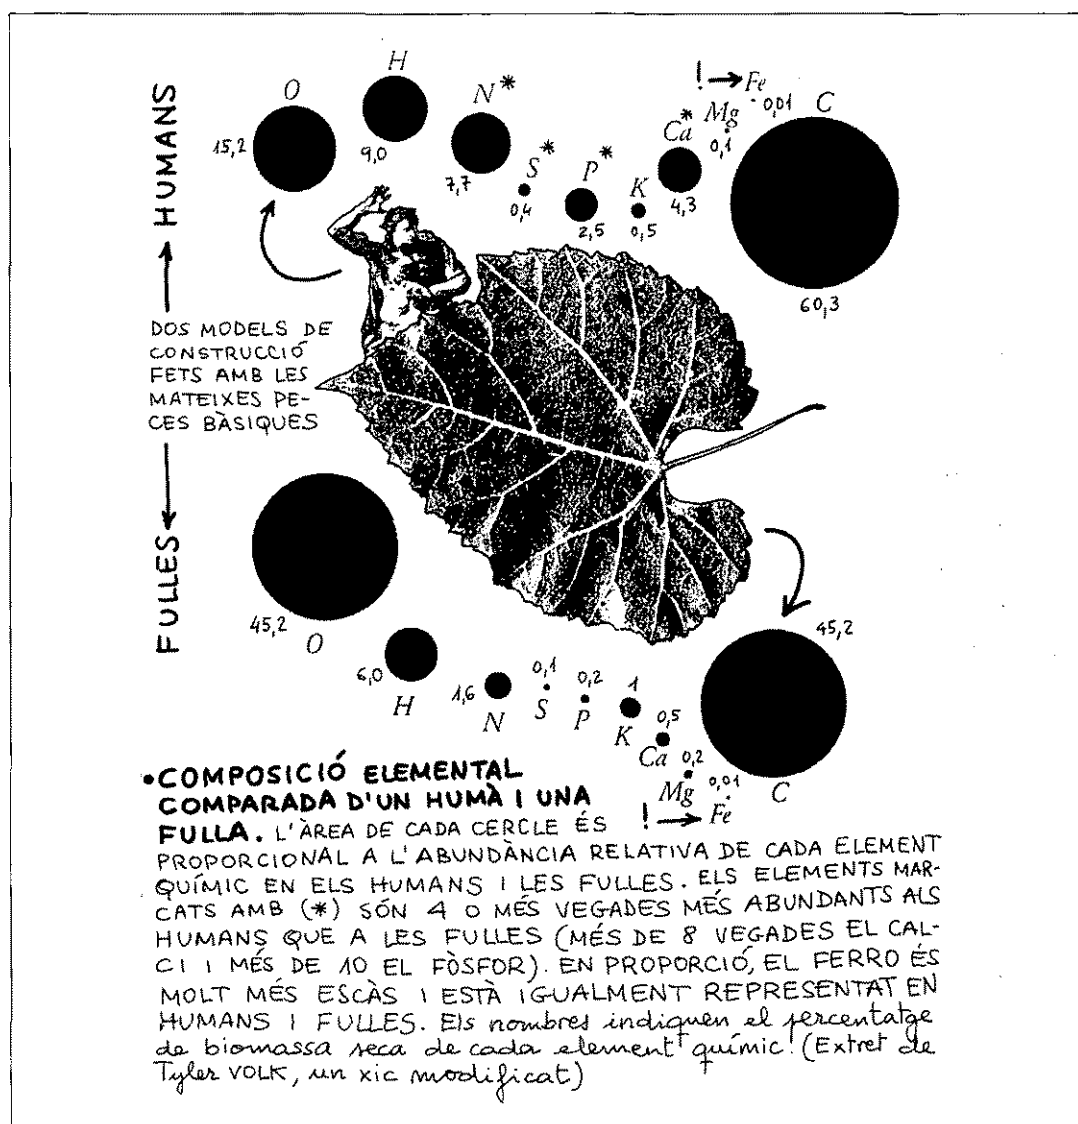 HUMANS
O
15,2
H
9,0
N*
7,7
S*
0,4
P*
2,5
K
0,5
Ca*
4,3
Mg
0,1
! → Fe
0,01
C
60,3
DOS MODELS DE
CONSTRUCCIÓ
FETS AMB LES
MATEIXES PE-
CES BÀSIQUES
FULLES
45,2
O
6,0
H
1,6
N
0,1
S
0,2
P
1
K
0,5
Ca
0,2
Mg
0,01
! → Fe
45,2
C
•COMPOSICIÓ ELEMENTAL
COMPARADA D'UN HUMÀ I UNA
FULLA. L'ÀREA DE CADA CERCLE ÉS
PROPORCIONAL A L'ABUNDÀNCIA RELATIVA DE CADA ELEMENT
QUÍMIC EN ELS HUMANS I LES FULLES. ELS ELEMENTS MAR-
CATS AMB (*) SÓN 4 O MÉS VEGADES MÉS ABUNDANTS ALS
HUMANS QUE A LES FULLES (MÉS DE 8 VEGADES EL CAL-
CI I MÉS DE 10 EL FÒSFOR). EN PROPORCIÓ, EL FERRO ÉS
MOLT MÉS ESCÀS I ESTÀ IGUALMENT REPRESENTAT EN
HUMANS I FULLES. Els nombres indiquen el percentatge
de biomassa seca de cada element químic. (Extret de
Tyler VOLK, un xic modificat)